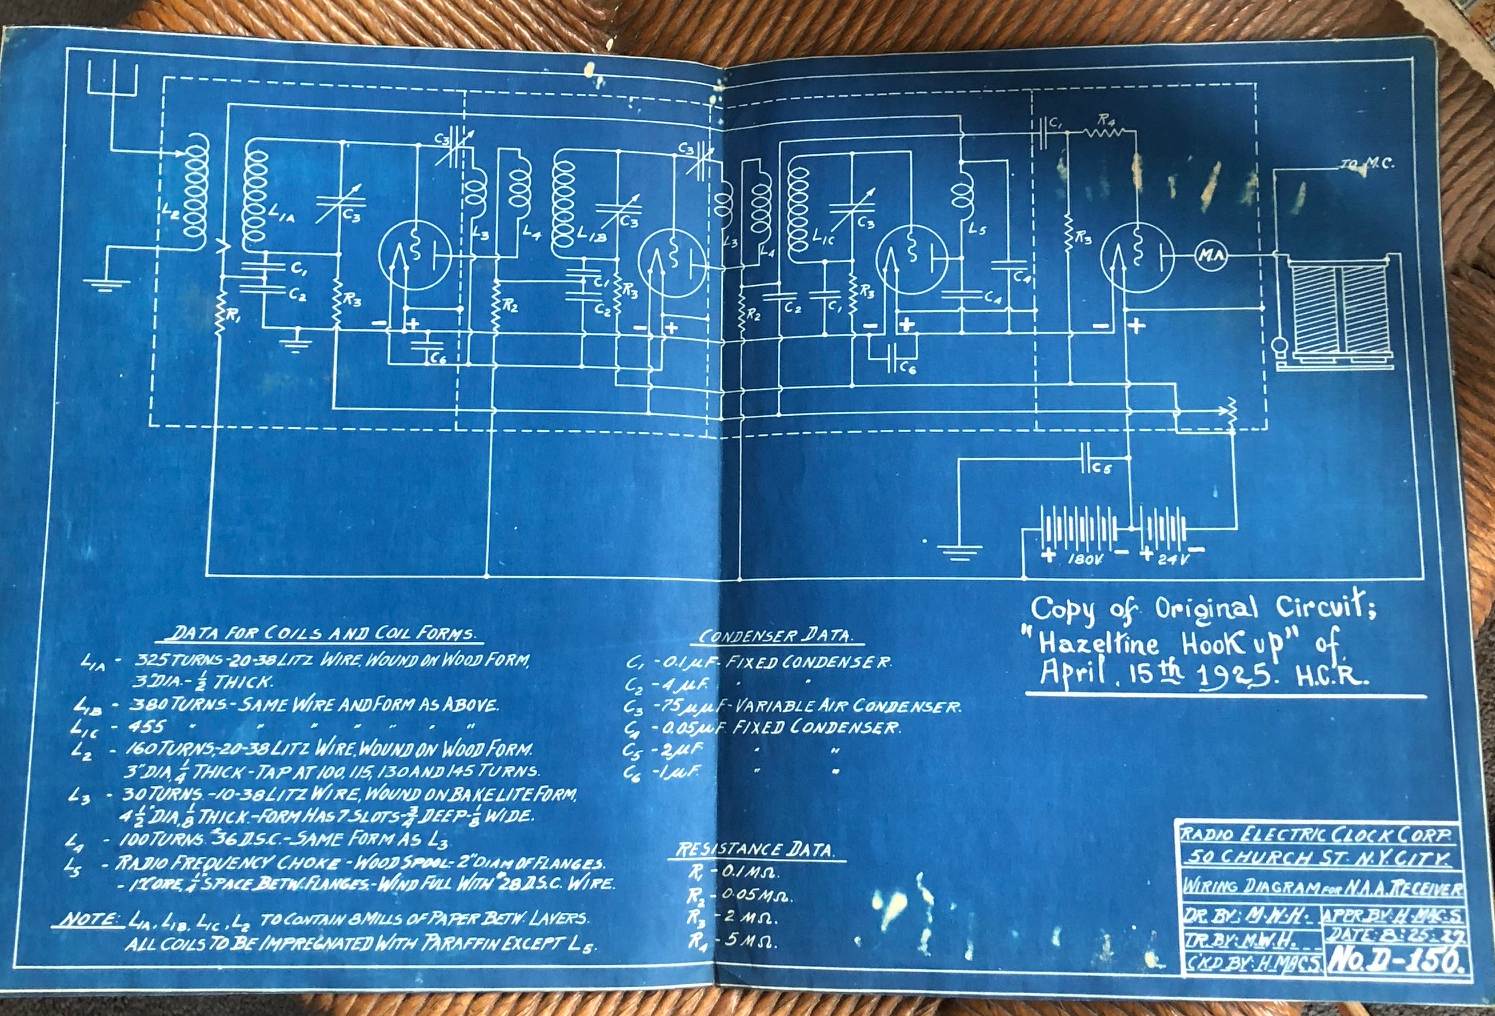 L2
L1A
C1
C2
C3
R1
R3
- +
C6
C3
L3
L4
R2
L1B
C1
C2
C3
R3
- +
C3
L3
L4
R2
C2
L1C
C1
C3
R3
- +
C6
L5
C4
C4
C1
R4
R3
- +
M.A
TO M.C.
C5
+ 180V. - + 24V. -
Copy of Original Circuit;
"Hazeltine Hook up" of
April. 15th 1925. H.C.R.
DATA FOR COILS AND COIL FORMS.
L1A - 325 TURNS-20-38 LITZ WIRE, WOUND ON WOOD FORM,
3 DIA.- 1/2 THICK.
L1B - 380 TURNS.- SAME WIRE AND FORM AS ABOVE.
L1C - 455 " " " " " " "
L2 - 160 TURNS,-20-38 LITZ WIRE, WOUND ON WOOD FORM.
3" DIA, 1/4 THICK - TAP AT 100, 115, 130 AND 145 TURNS.
L3 - 30 TURNS.-10-38 LITZ WIRE, WOUND ON BAKELITE FORM,
4 1/2" DIA, 1/8 THICK.-FORM HAS 7 SLOTS-3/4 DEEP-1/8 WIDE.
L4 - 100 TURNS. #36 D.S.C.- SAME FORM AS L3
L5 - RADIO FREQUENCY CHOKE - WOOD SPOOL- 2" DIAM OF FLANGES.
- 1" CORE, 1/4" SPACE BETW. FLANGES.-WIND FULL WITH #28 D.S.C. WIRE.
NOTE: L1A, L1B, L1C, L2 TO CONTAIN 8 MILLS OF PAPER BETW. LAYERS.
ALL COILS TO BE IMPREGNATED WITH PARAFFIN EXCEPT L5.
CONDENSER DATA.
C1 - 0.1 µF- FIXED CONDENSER.
C2 - 4 µF. " "
C3 - 75 µµF-VARIABLE AIR CONDENSER.
C4 - 0.05 µF FIXED CONDENSER.
C5 - 2 µF " "
C6 - 1 µF. " "
RESISTANCE DATA.
R1 - 0.1 MΩ.
R2 - 0.05 MΩ.
R3 - 2 MΩ.
R4 - 5 MΩ.
RADIO ELECTRIC CLOCK CORP.
50 CHURCH ST. N.Y. CITY.
WIRING DIAGRAM FOR N.A.A. RECEIVER
DR. BY: M.W.H. APPR. BY: H. MACS.
TR. BY: M.W.H. DATE: 8-25-27
CKD BY: H. MACS. NO. D-150.